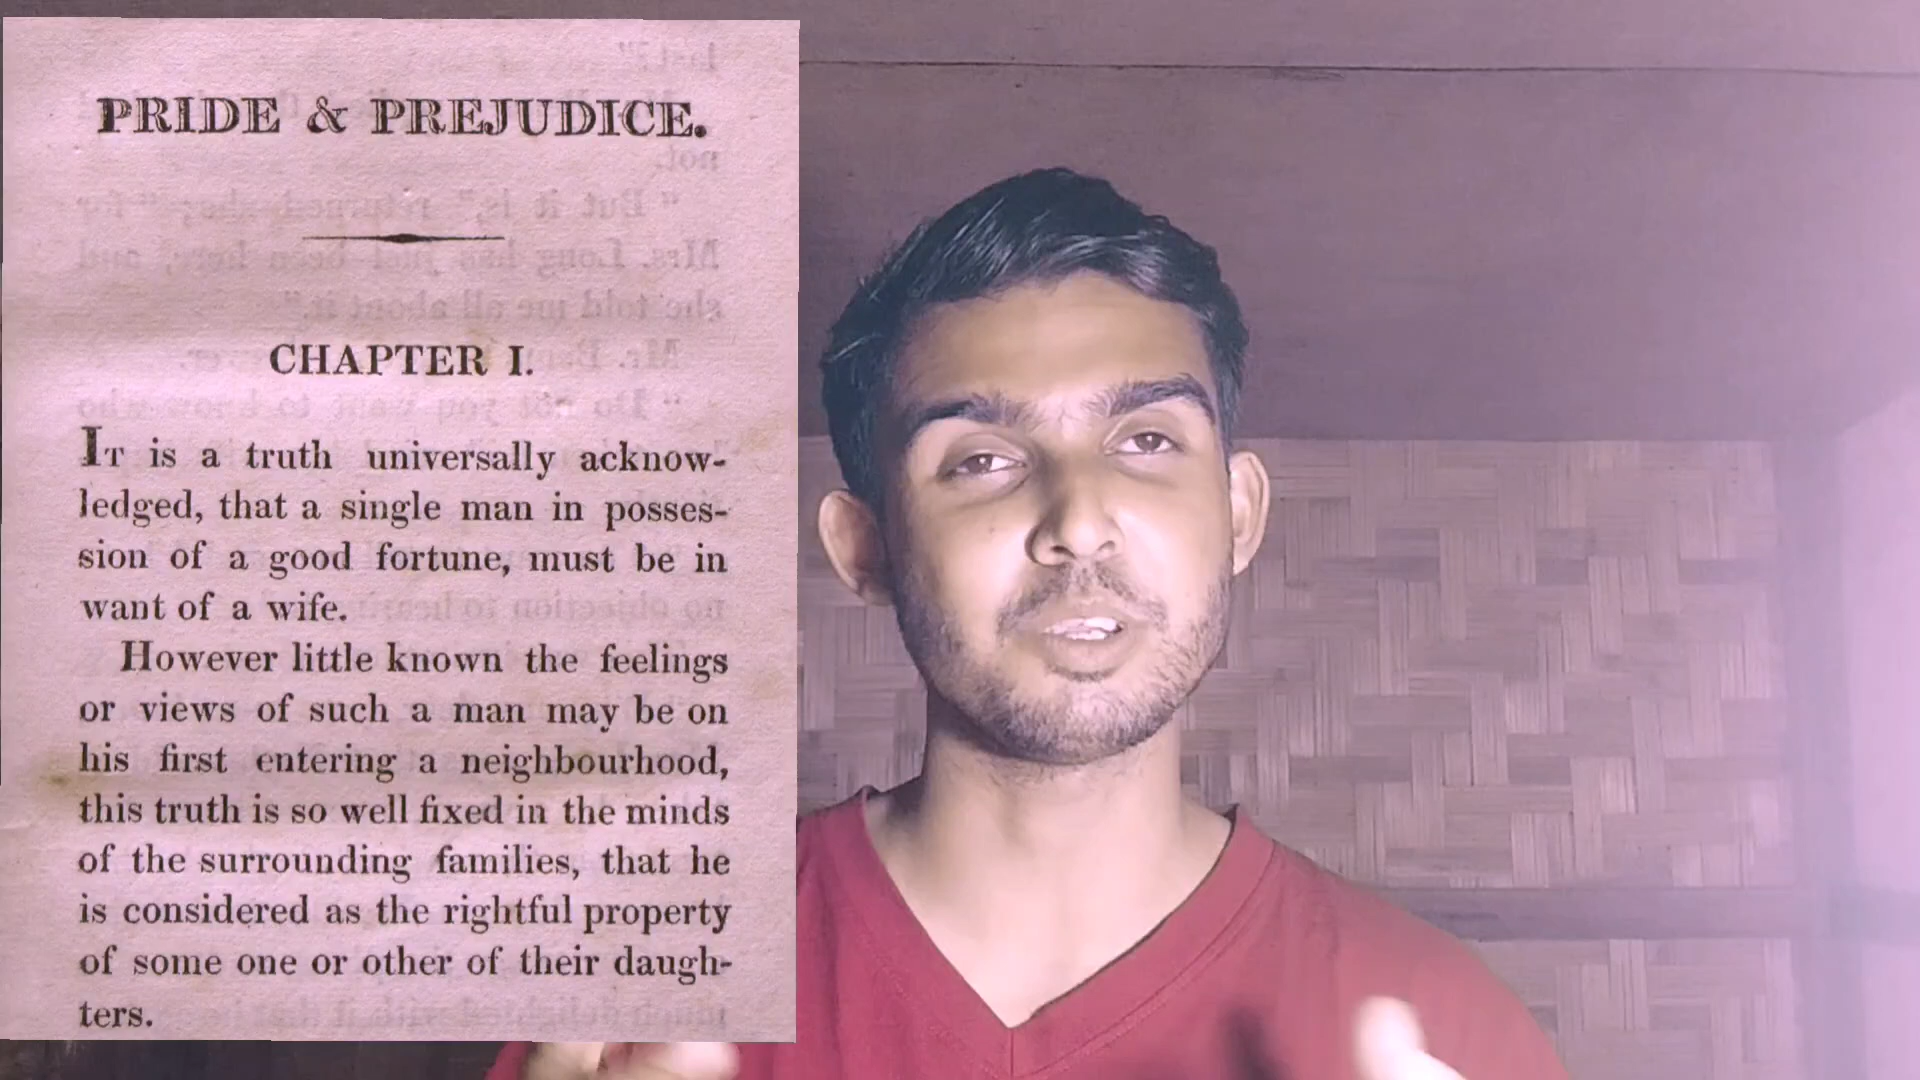 PRIDE & PREJUDICE.
CHAPTER I.
IT is a truth universally acknow-
ledged, that a single man in posses-
sion of a good fortune, must be in
want of a wife.
However little known the feelings
or views of such a man may be on
his first entering a neighbourhood,
this truth is so well fixed in the minds
of the surrounding families, that he
is considered as the rightful property
of some one or other of their daugh-
ters.